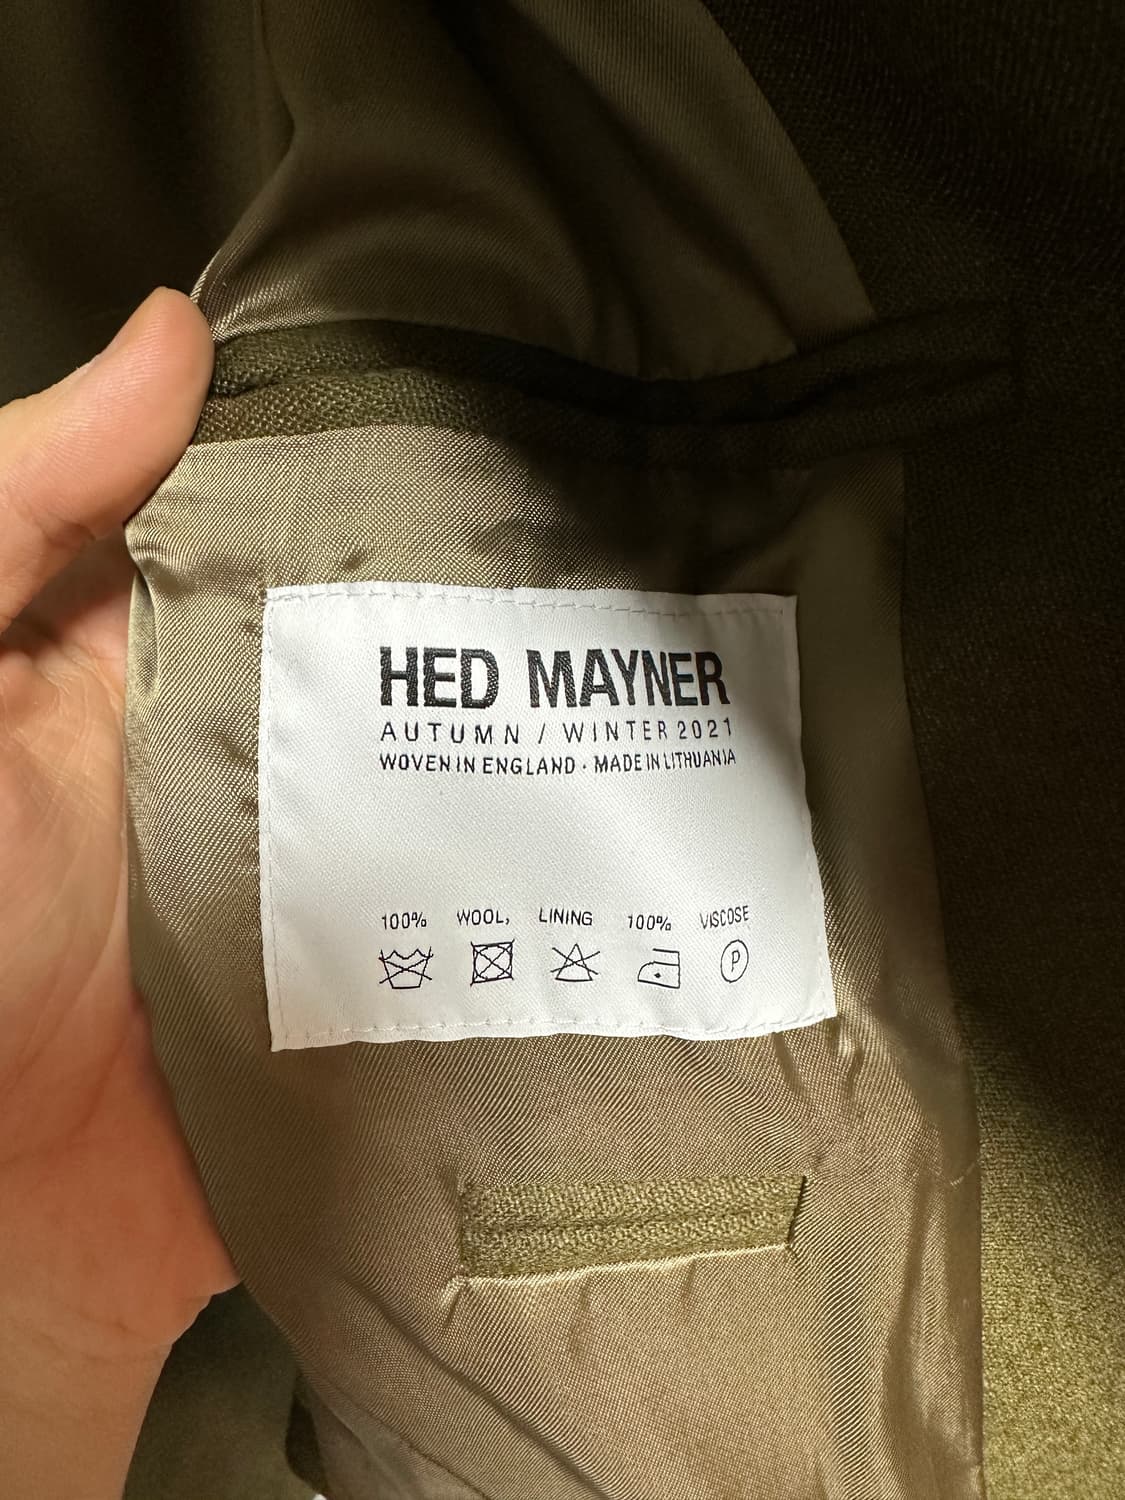 HED MAYNER
AUTUMN / WINTER 2021
WOVEN IN ENGLAND · MADE IN LITHUANIA
100% WOOL, LINING 100% VISCOSE
P